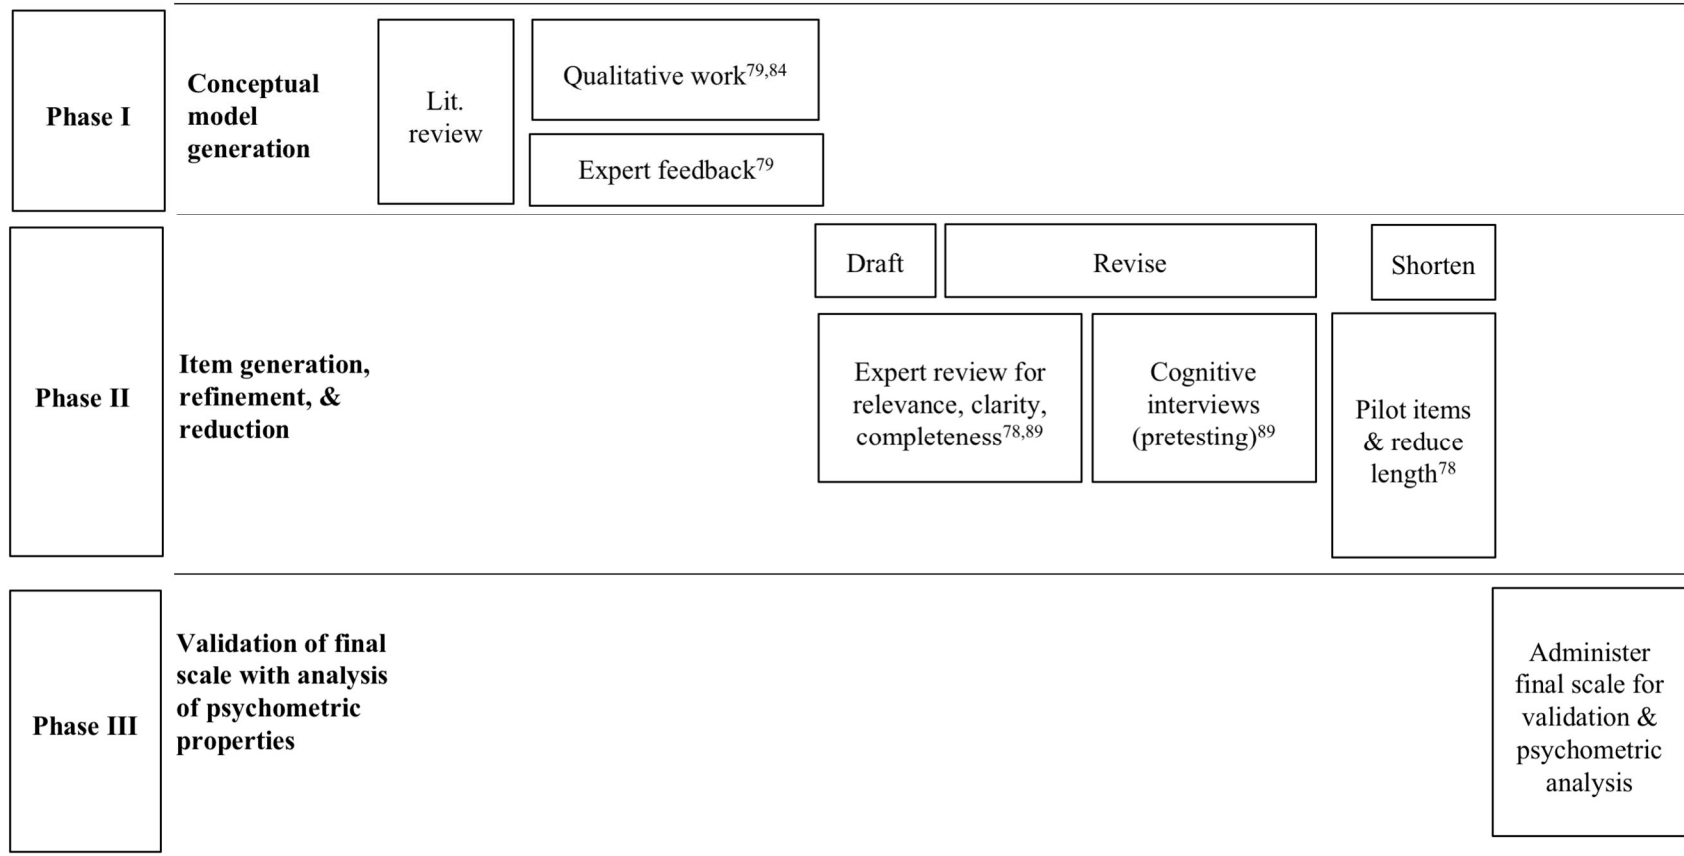 Phase I
Conceptual
model
generation
Lit.
review
Qualitative work79,84
Expert feedback79
Phase II
Item generation,
refinement, &
reduction
Draft
Revise
Shorten
Expert review for
relevance, clarity,
completeness78,89
Cognitive
interviews
(pretesting)89
Pilot items
& reduce
length78
Phase III
Validation of final
scale with analysis
of psychometric
properties
Administer
final scale for
validation &
psychometric
analysis